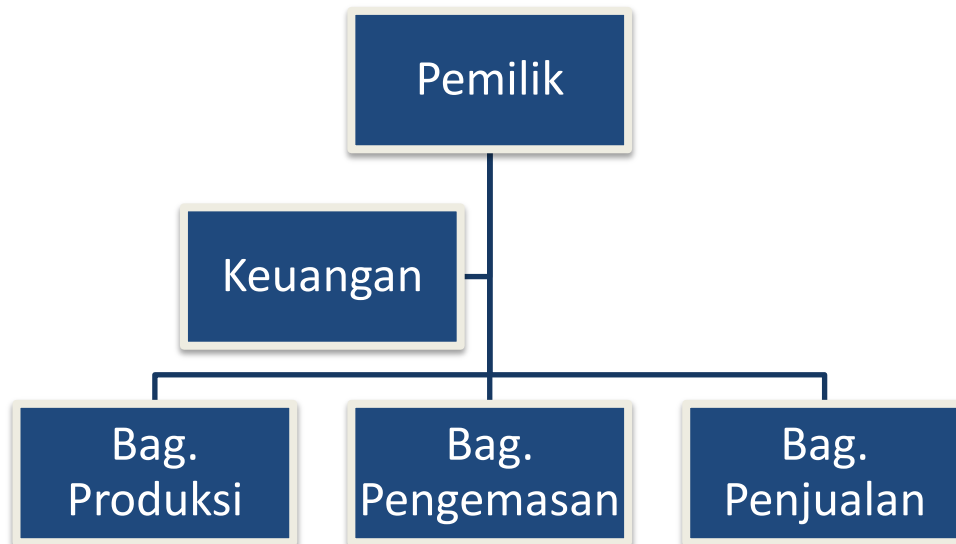 Pemilik
Keuangan
Bag.
Produksi
Bag.
Pengemasan
Bag.
Penjualan